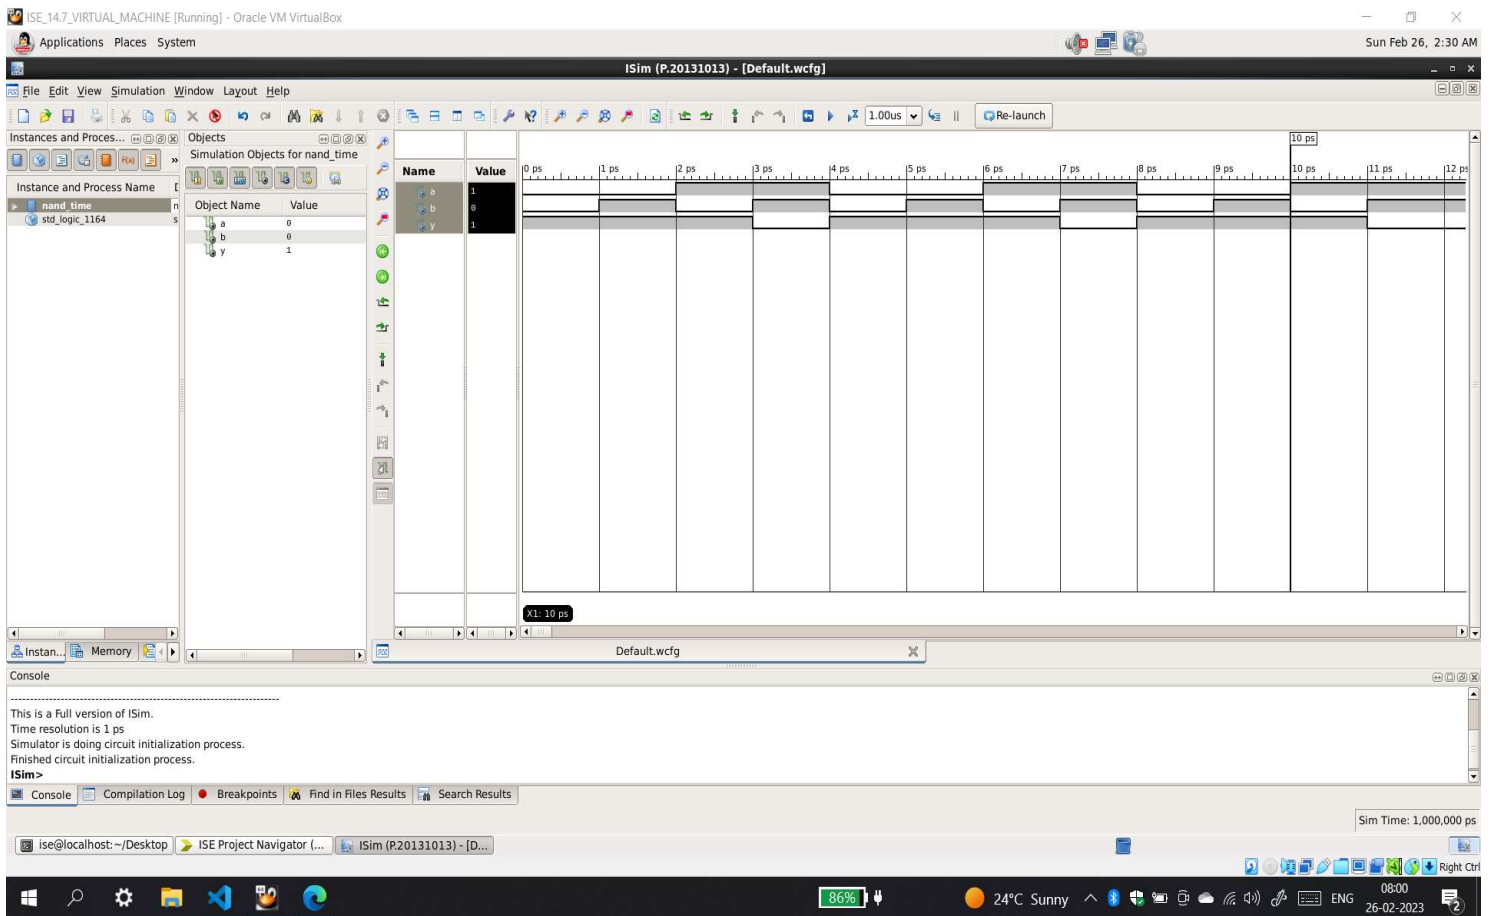 ISE_14.7_VIRTUAL_MACHINE [Running] - Oracle VM VirtualBox
Applications Places System
Sun Feb 26, 2:30 AM
ISim (P.20131013) - [Default.wcfg]
File Edit View Simulation Window Layout Help
1.00us
Re-launch
Instances and Proces...
Objects
Simulation Objects for nand_time
»
Instance and Process Name
nand_time
n
std_logic_1164
s
Object Name Value
a 0
b 0
y 1
Name Value
a 1
b 0
y 1
10 ps
0 ps 1 ps 2 ps 3 ps 4 ps 5 ps 6 ps 7 ps 8 ps 9 ps 10 ps 11 ps 12 ps
X1: 10 ps
Instan... Memory
Default.wcfg
Console
This is a Full version of ISim.
Time resolution is 1 ps
Simulator is doing circuit initialization process.
Finished circuit initialization process.
ISim>
Console Compilation Log Breakpoints Find in Files Results Search Results
Sim Time: 1,000,000 ps
ise@localhost:~/Desktop ISE Project Navigator (... ISim (P.20131013) - [D...
Right Ctrl
86% 24°C Sunny ENG 08:00
26-02-2023
2